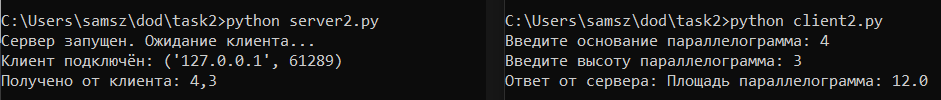 C:\Users\samsz\dod\task2>python server2.py
Сервер запущен. Ожидание клиента...
Клиент подключён: ('127.0.0.1', 61289)
Получено от клиента: 4,3
C:\Users\samsz\dod\task2>python client2.py
Введите основание параллелограмма: 4
Введите высоту параллелограмма: 3
Ответ от сервера: Площадь параллелограмма: 12.0